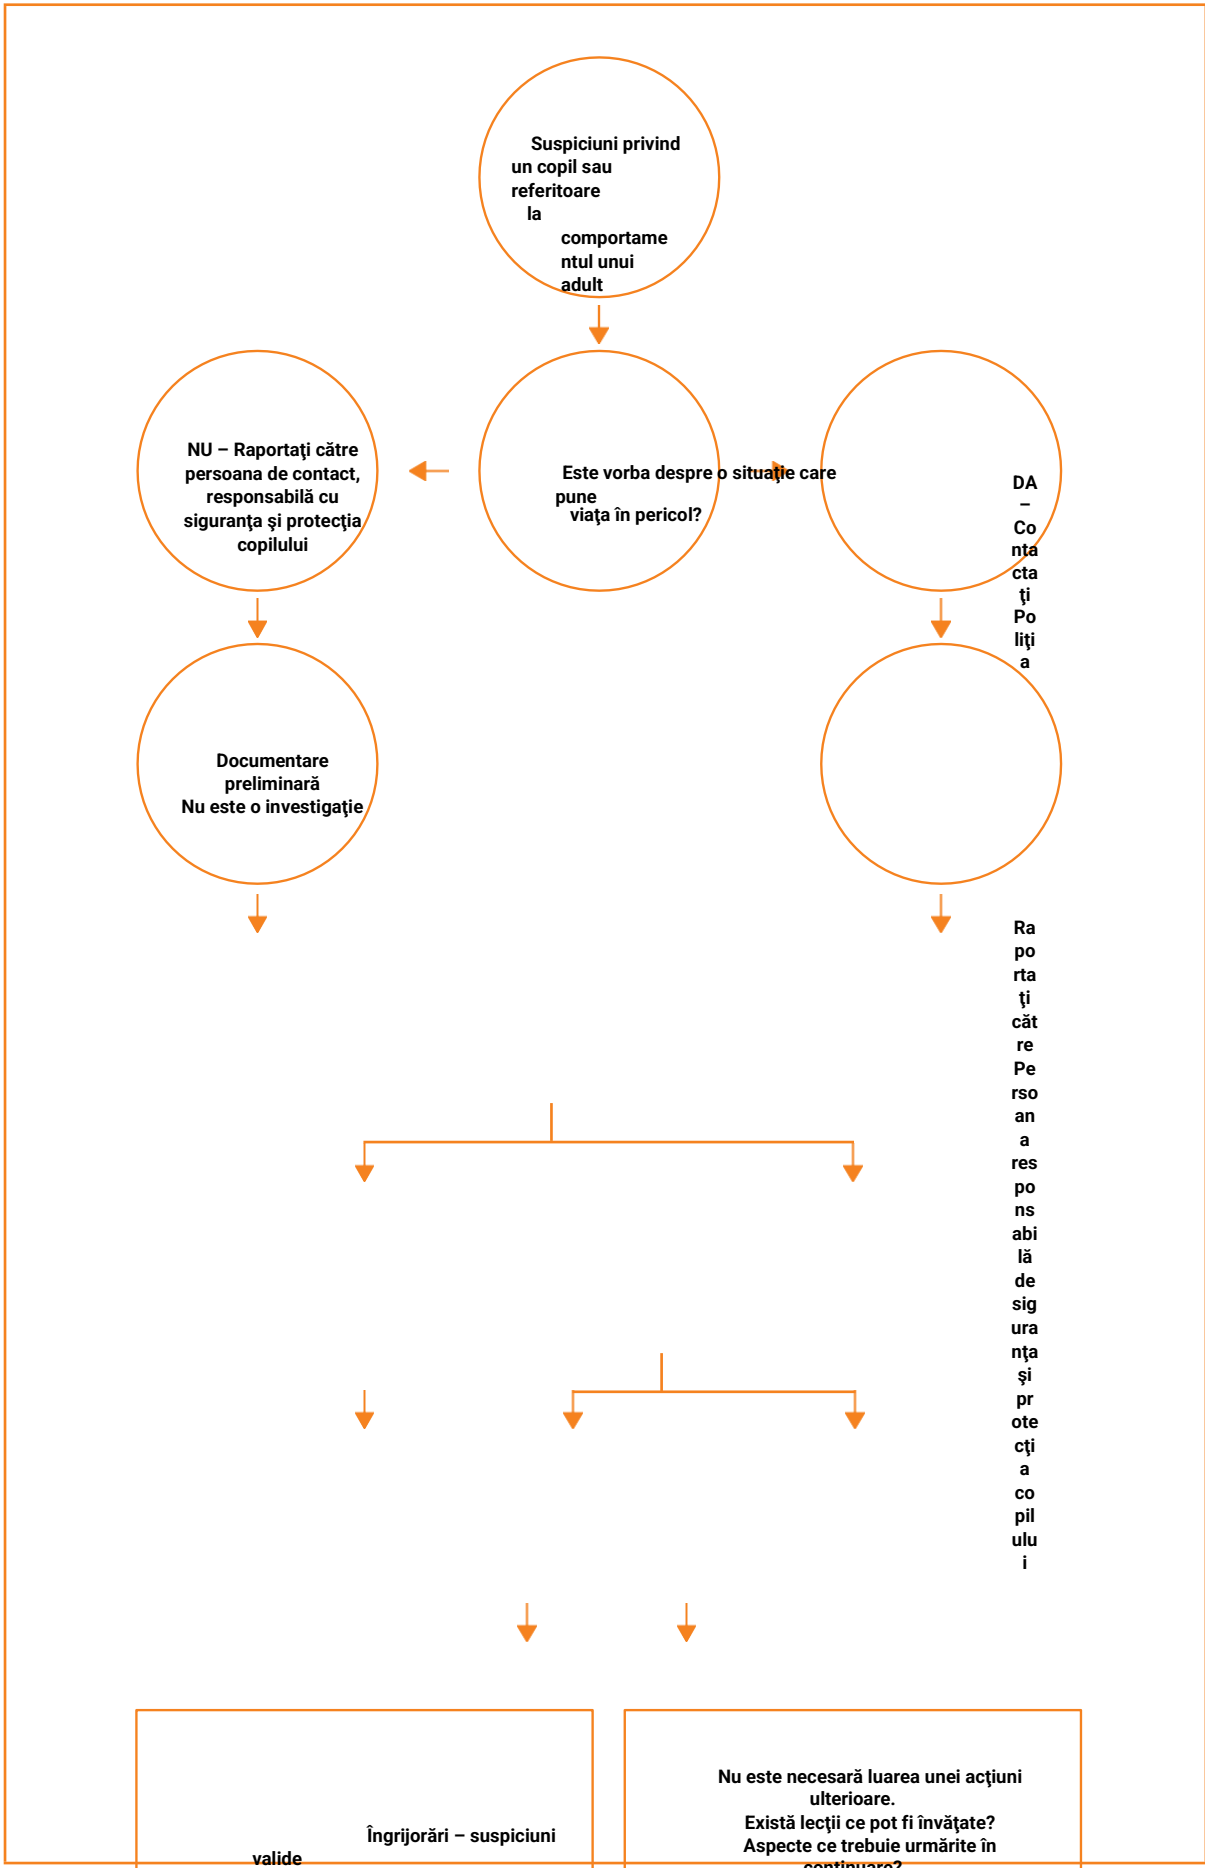 Suspiciuni privind
un copil sau
referitoare
la
comportame
ntul unui
adult
NU – Raportaţi către
persoana de contact,
responsabilă cu
siguranţa şi protecţia
copilului
Este vorba despre o situaţie care
pune
viaţa în pericol?
DA
–
Co
nta
cta
ţi
Po
liţi
a
Documentare
preliminară
Nu este o investigaţie
Ra
po
rta
ţi
căt
re
Pe
rso
an
a
res
po
ns
abi
lă
de
sig
ura
nţa
şi
pr
ote
cţi
a
co
pil
ulu
i
Îngrijorări – suspiciuni
valide
Nu este necesară luarea unei acţiuni
ulterioare.
Există lecţii ce pot fi învăţate?
Aspecte ce trebuie urmărite în
continuare?